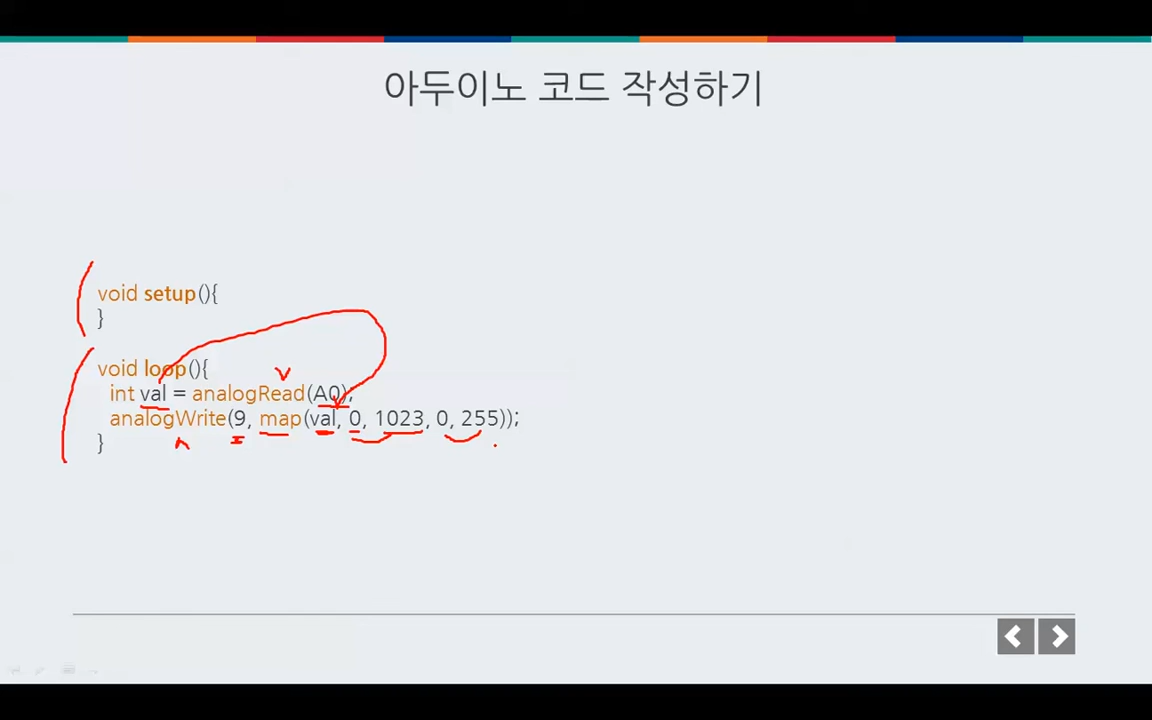 아두이노 코드 작성하기
void setup(){
}
void loop(){
int val = analogRead(A0);
analogWrite(9, map(val, 0, 1023, 0, 255));
}